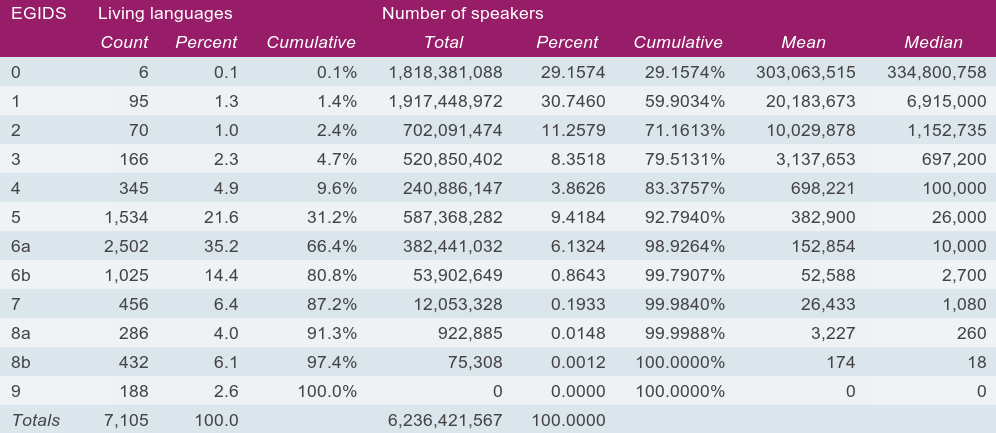 EGIDS Living languages Number of speakers
Count Percent Cumulative Total Percent Cumulative Mean Median
0 6 0.1 0.1% 1,818,381,088 29.1574 29.1574% 303,063,515 334,800,758
1 95 1.3 1.4% 1,917,448,972 30.7460 59.9034% 20,183,673 6,915,000
2 70 1.0 2.4% 702,091,474 11.2579 71.1613% 10,029,878 1,152,735
3 166 2.3 4.7% 520,850,402 8.3518 79.5131% 3,137,653 697,200
4 345 4.9 9.6% 240,886,147 3.8626 83.3757% 698,221 100,000
5 1,534 21.6 31.2% 587,368,282 9.4184 92.7940% 382,900 26,000
6a 2,502 35.2 66.4% 382,441,032 6.1324 98.9264% 152,854 10,000
6b 1,025 14.4 80.8% 53,902,649 0.8643 99.7907% 52,588 2,700
7 456 6.4 87.2% 12,053,328 0.1933 99.9840% 26,433 1,080
8a 286 4.0 91.3% 922,885 0.0148 99.9988% 3,227 260
8b 432 6.1 97.4% 75,308 0.0012 100.0000% 174 18
9 188 2.6 100.0% 0 0.0000 100.0000% 0 0
Totals 7,105 100.0 6,236,421,567 100.0000